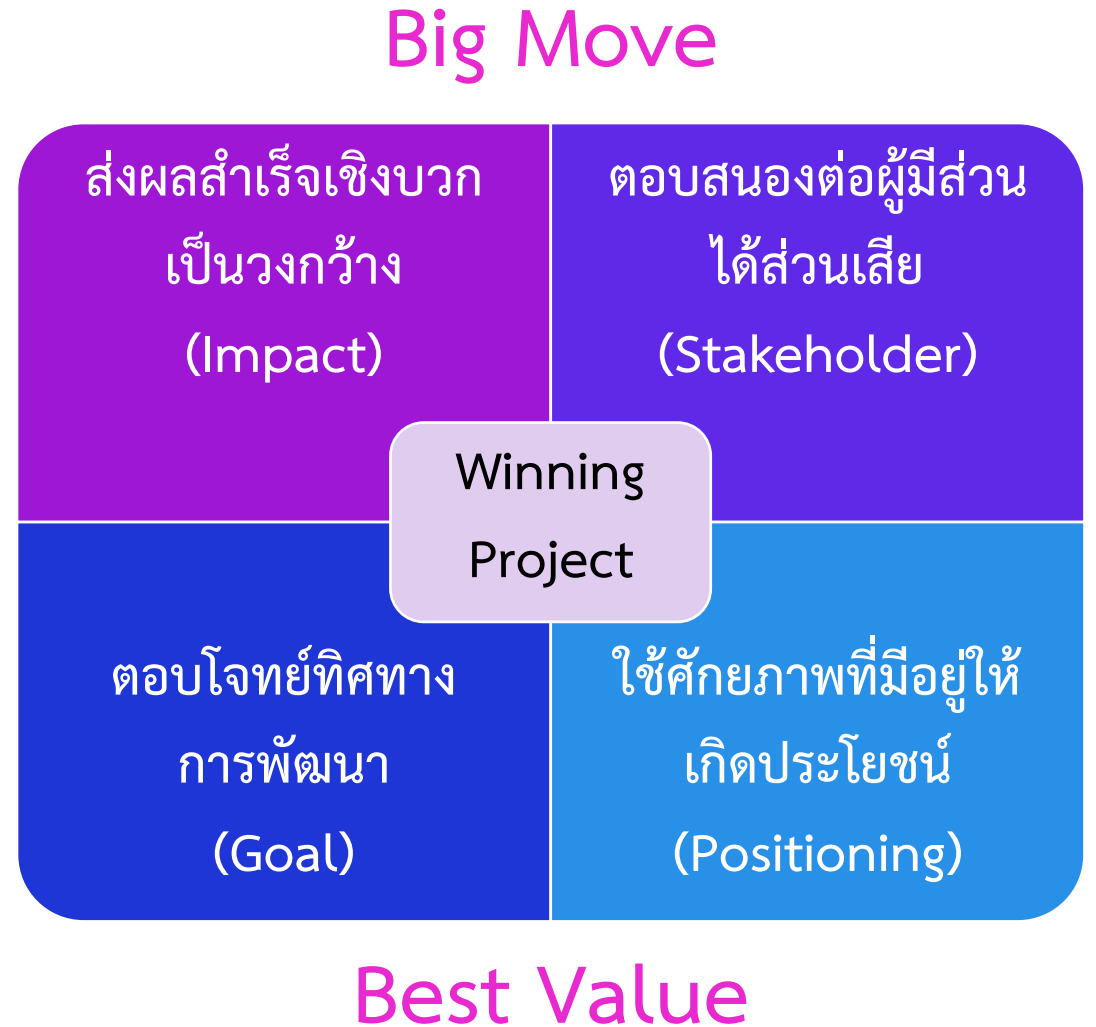 Big Move
ส่งผลสำเร็จเชิงบวก
เป็นวงกว้าง
(Impact)
ตอบสนองต่อผู้มีส่วน
ได้ส่วนเสีย
(Stakeholder)
Winning
Project
ตอบโจทย์ทิศทาง
การพัฒนา
(Goal)
ใช้ศักยภาพที่มีอยู่ให้
เกิดประโยชน์
(Positioning)
Best Value